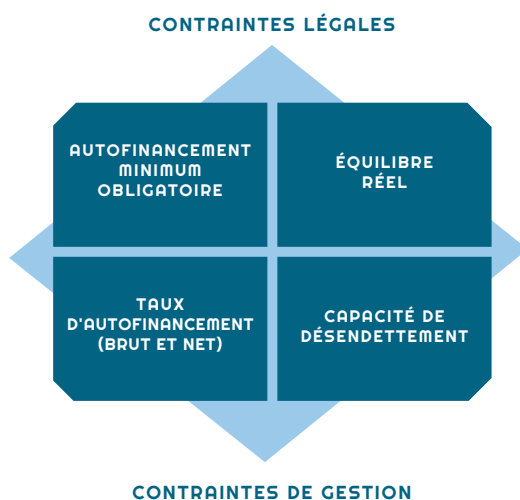 CONTRAINTES LÉGALES
AUTOFINANCEMENT
MINIMUM
OBLIGATOIRE
ÉQUILIBRE
RÉEL
TAUX
D'AUTOFINANCEMENT
(BRUT ET NET)
CAPACITÉ DE
DÉSENDETTEMENT
CONTRAINTES DE GESTION